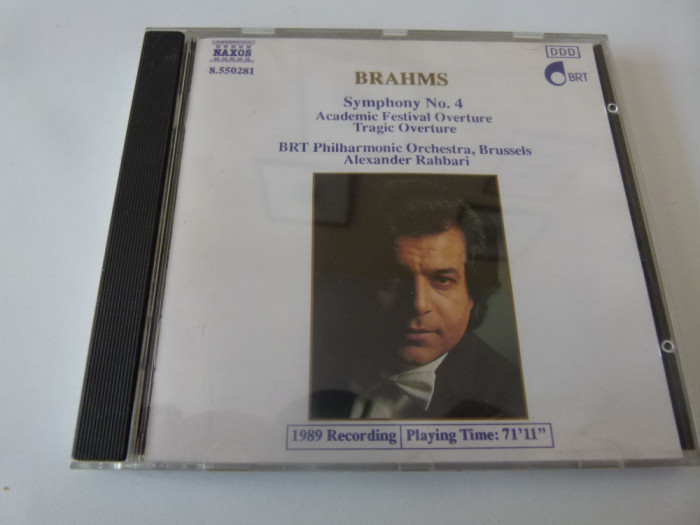 NAXOS
8.550281
DDD
BRT
BRAHMS
Symphony No. 4
Academic Festival Overture
Tragic Overture
BRT Philharmonic Orchestra, Brussels
Alexander Rahbari
1989 Recording
Playing Time: 71'11"